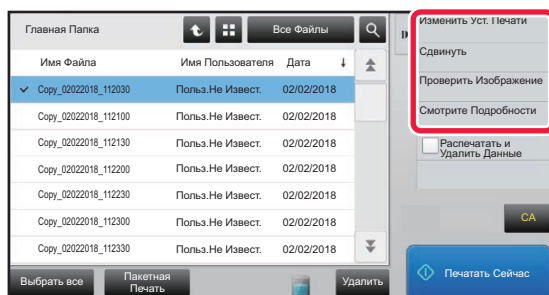 Главная Папка
Все Файлы
Имя Файла Имя Пользователя Дата
Copy_02022018_112030 Польз.Не Извест. 02/02/2018
Copy_02022018_112100 Польз.Не Извест. 02/02/2018
Copy_02022018_112130 Польз.Не Извест. 02/02/2018
Copy_02022018_112200 Польз.Не Извест. 02/02/2018
Copy_02022018_112230 Польз.Не Извест. 02/02/2018
Copy_02022018_112300 Польз.Не Извест. 02/02/2018
Copy_02022018_112330 Польз.Не Извест. 02/02/2018
Выбрать все
Пакетная
Печать
Удалить
Изменить Уст. Печати
Сдвинуть
Проверить Изображение
Смотрите Подробности
Распечатать и
Удалить Данные
CA
Печатать Сейчас